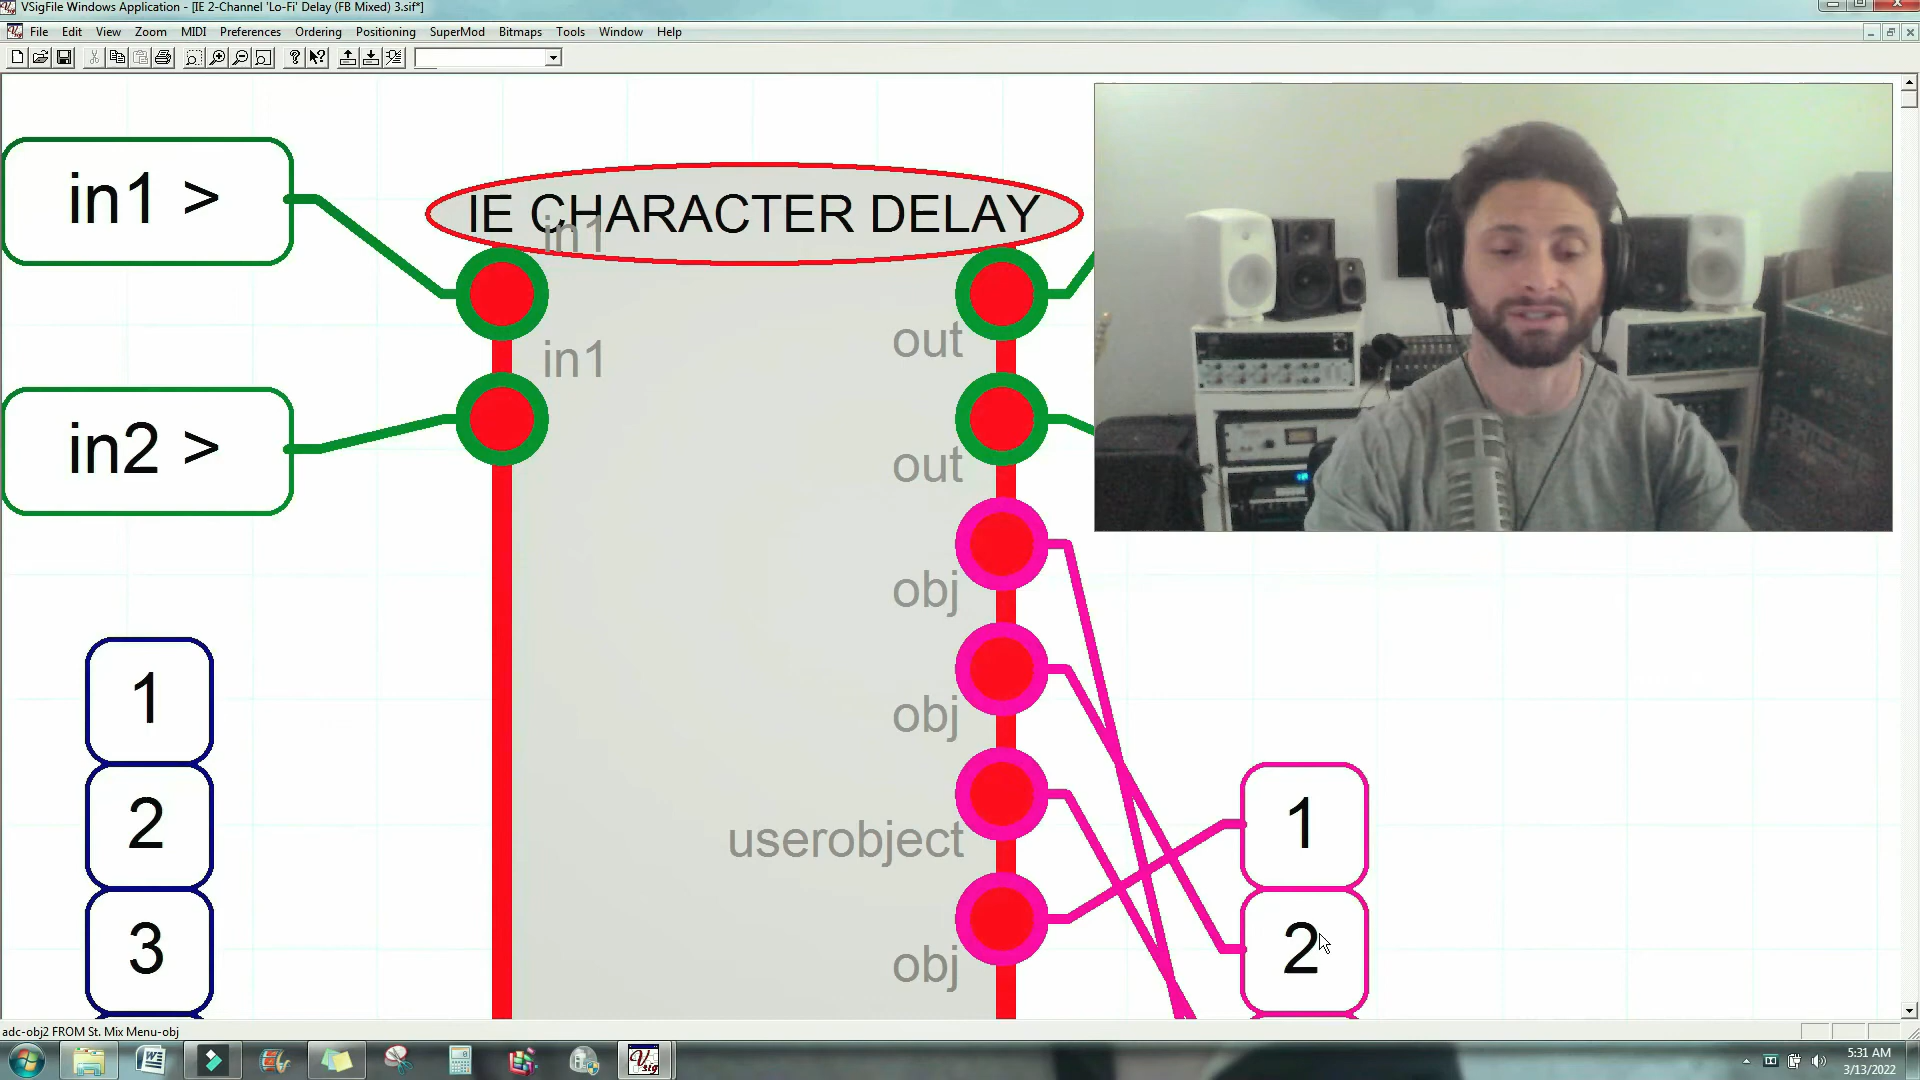 VSigFile Windows Application - [IE 2-Channel 'Lo-Fi' Delay (FB Mixed) 3.sif*]
File Edit View Zoom MIDI Preferences Ordering Positioning SuperMod Bitmaps Tools Window Help
in1 >
IE CHARACTER DELAY
in1
in1
out
in2 >
out
obj
1
obj
2
userobject
1
3
obj
2
adc-obj2 FROM St. Mix Menu-obj
5:31 AM
3/13/2022